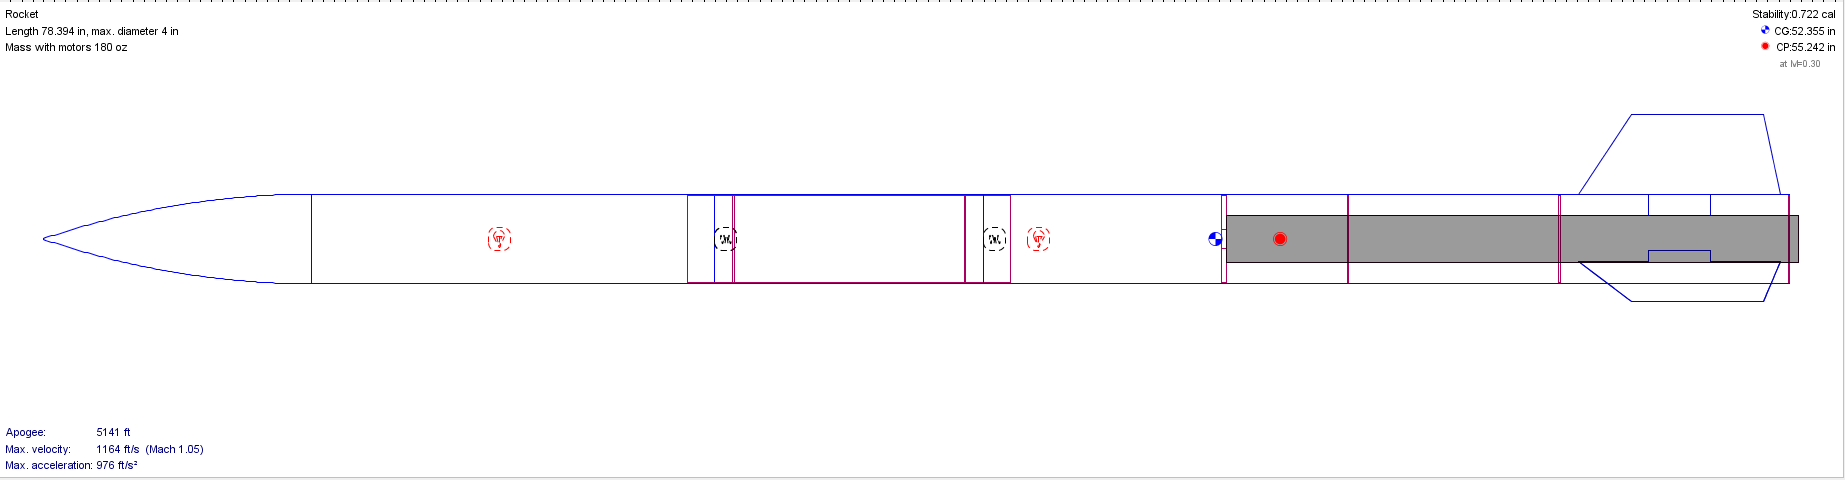 Rocket
Length 78.394 in, max. diameter 4 in
Mass with motors 180 oz
Stability:0.722 cal
CG:52.355 in
CP:55.242 in
at M=0.30
Apogee: 5141 ft
Max. velocity: 1164 ft/s (Mach 1.05)
Max. acceleration: 976 ft/s²